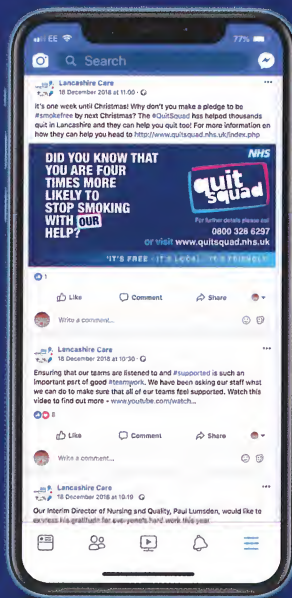 EE
77%
Search
Lancashire Care
18 December 2018 at 11:00
It's one week until Christmas! Why don't you make a pledge to be
#smokefree by next Christmas? The #QuitSquad has helped thousands
quit in Lancashire and they can help you quit too! For more information on
how they can help you head to http://www.quitsquad.nhs.uk/index.php
DID YOU KNOW THAT
YOU ARE FOUR
TIMES MORE
LIKELY TO
STOP SMOKING
WITH OUR
HELP?
NHS
quit
squad
For further details please call
0800 328 6297
or visit www.quitsquad.nhs.uk
'IT'S FREE - IT'S LOCAL - IT'S FRIENDLY'
1
Like Comment Share
Write a comment...
Lancashire Care
18 December 2018 at 10:30
Ensuring that our teams are listened to and #supported is such an
important part of good #teamwork. We have been asking our staff what
we can do to make sure that all of our teams feel supported. Watch this
video to find out more - www.youtube.com/watch...
8
Like Comment Share
Write a comment...
Lancashire Care
18 December 2018 at 10:19
Our Interim Director of Nursing and Quality, Paul Lumsdon, would like to
express his gratitude for everyone's hard work this year